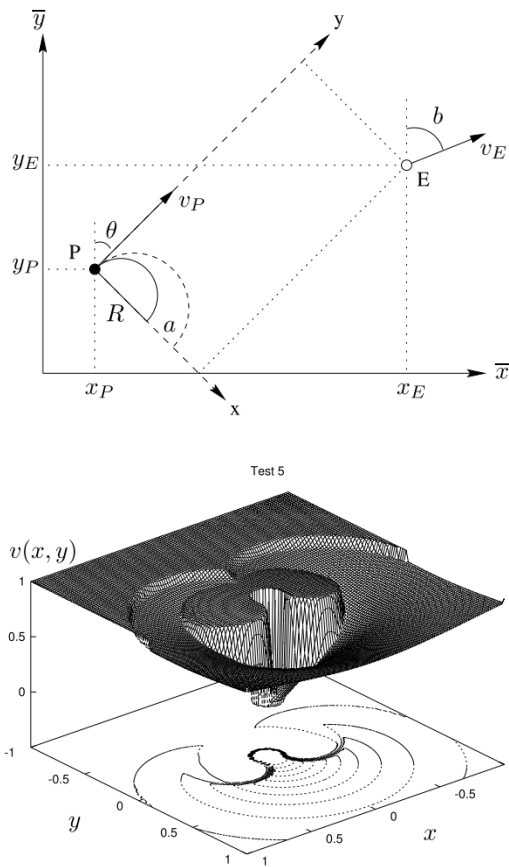 y̅
y
b
y_E
v_E
E
v_P
θ
P
y_P
R
a
x_P
x
x_E
x̅
Test 5
v(x, y)
1
0.5
0
-1
-0.5
0
0.5
1
y
-0.5
0
0.5
1
x